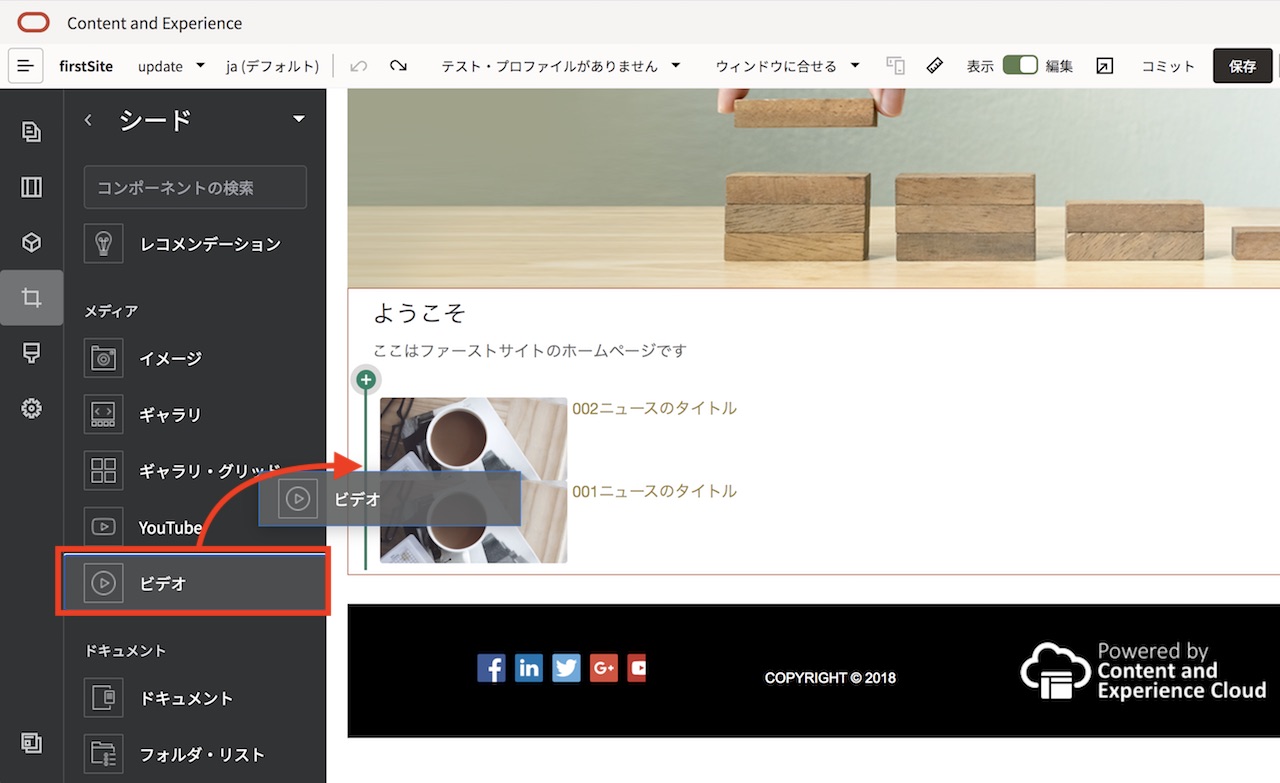 Content and Experience
firstSite
update
ja (デフォルト)
テスト・プロファイルがありません
ウィンドウに合せる
表示
編集
コミット
保存
シード
コンポーネントの検索
レコメンデーション
メディア
イメージ
ギャラリ
ギャラリ・グリッド
YouTube
ビデオ
ドキュメント
ドキュメント
フォルダ・リスト
ようこそ
ここはファーストサイトのホームページです
002ニュースのタイトル
001ニュースのタイトル
ビデオ
COPYRIGHT © 2018
Powered by
Content and
Experience Cloud